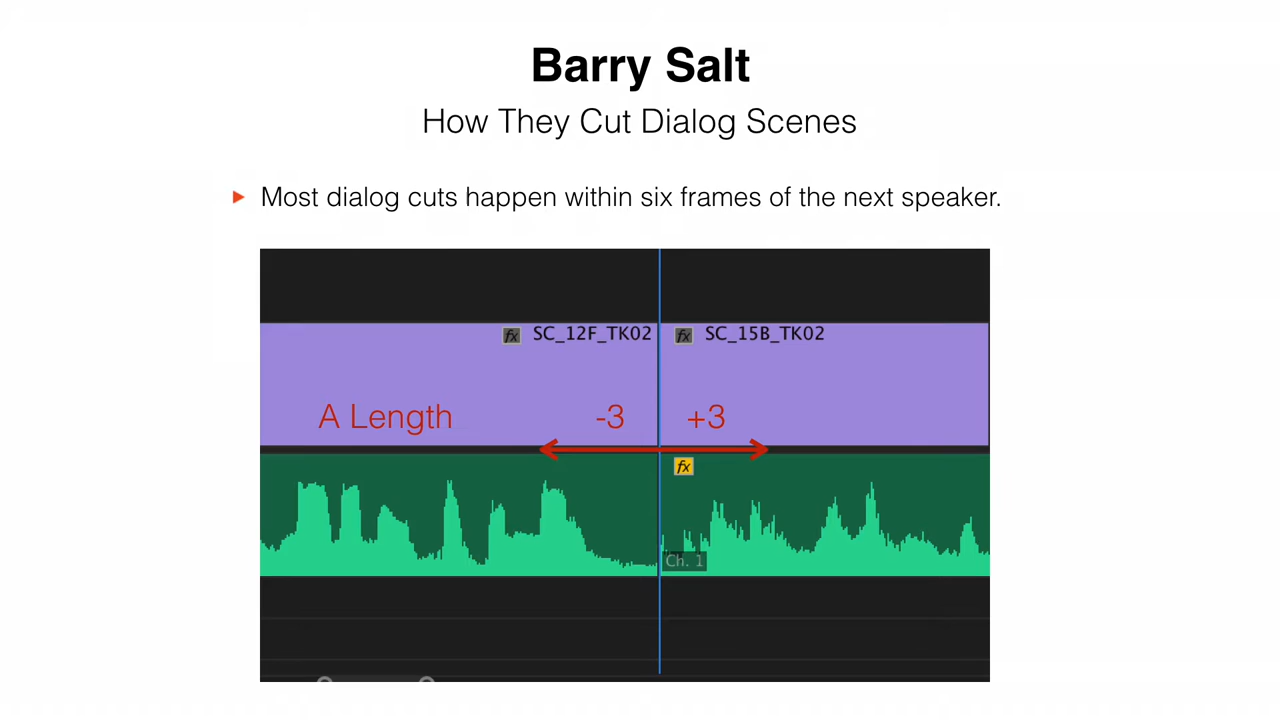 Barry Salt
How They Cut Dialog Scenes
Most dialog cuts happen within six frames of the next speaker.
fx SC_12F_TK02 fx SC_15B_TK02
A Length -3 +3
fx
Ch. 1